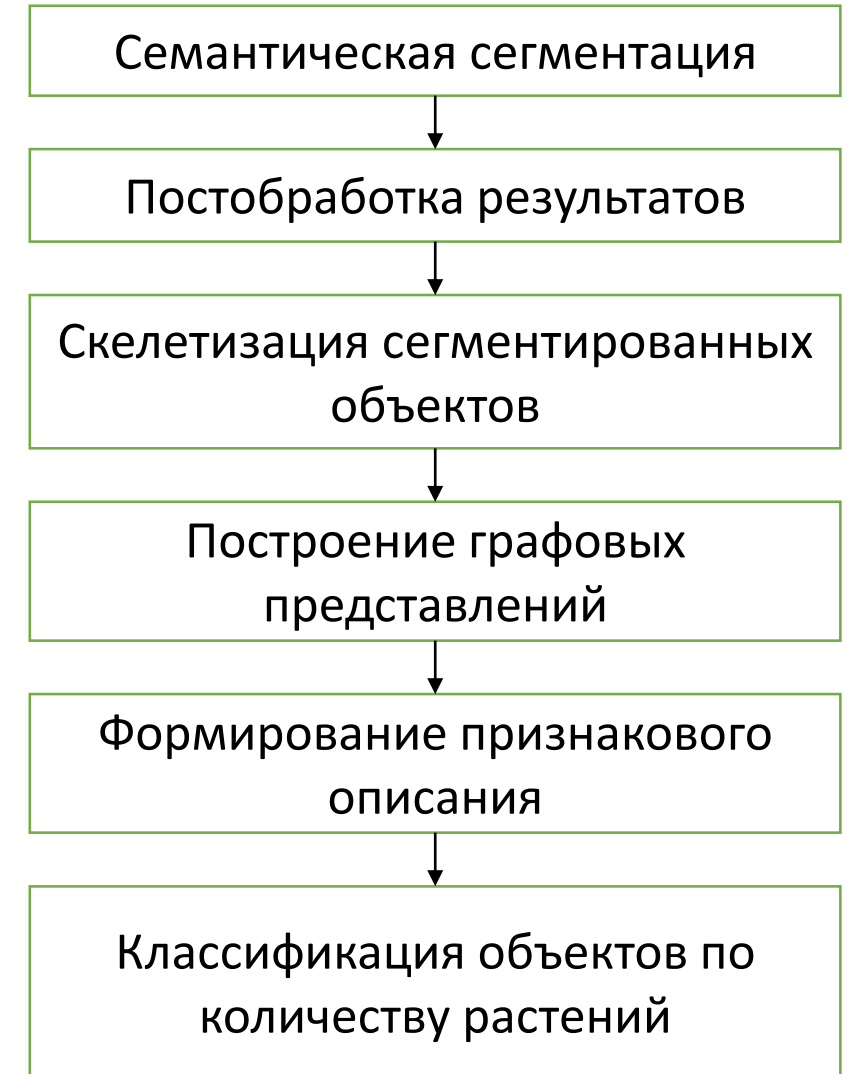 Семантическая сегментация
Постобработка результатов
Скелетизация сегментированных
объектов
Построение графовых
представлений
Формирование признакового
описания
Классификация объектов по
количеству растений